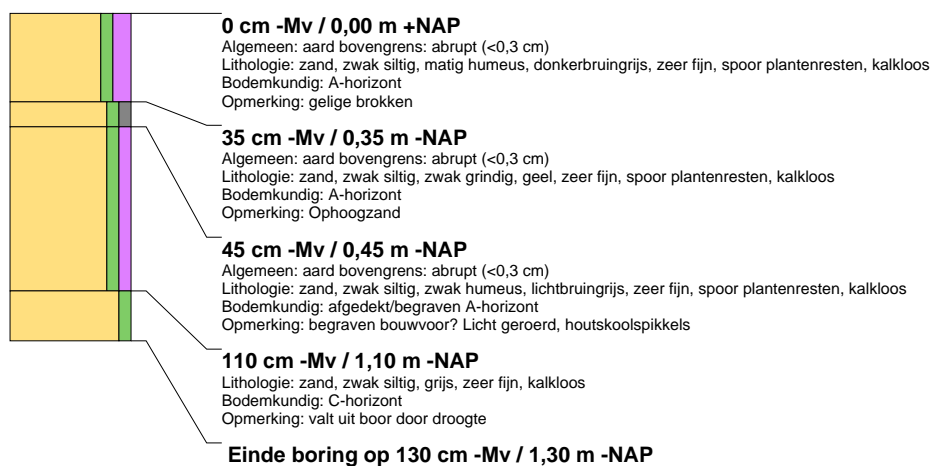 0 cm -Mv / 0,00 m +NAP
Algemeen: aard bovengrens: abrupt (<0,3 cm)
Lithologie: zand, zwak siltig, matig humeus, donkerbruingrijs, zeer fijn, spoor plantenresten, kalkloos
Bodemkundig: A-horizont
Opmerking: gelige brokken
35 cm -Mv / 0,35 m -NAP
Algemeen: aard bovengrens: abrupt (<0,3 cm)
Lithologie: zand, zwak siltig, zwak grindig, geel, zeer fijn, spoor plantenresten, kalkloos
Bodemkundig: A-horizont
Opmerking: Ophoogzand
45 cm -Mv / 0,45 m -NAP
Algemeen: aard bovengrens: abrupt (<0,3 cm)
Lithologie: zand, zwak siltig, zwak humeus, lichtbruingrijs, zeer fijn, spoor plantenresten, kalkloos
Bodemkundig: afgedekt/begraven A-horizont
Opmerking: begraven bouwvoor? Licht geroerd, houtskoolspikkels
110 cm -Mv / 1,10 m -NAP
Lithologie: zand, zwak siltig, grijs, zeer fijn, kalkloos
Bodemkundig: C-horizont
Opmerking: valt uit boor door droogte
Einde boring op 130 cm -Mv / 1,30 m -NAP